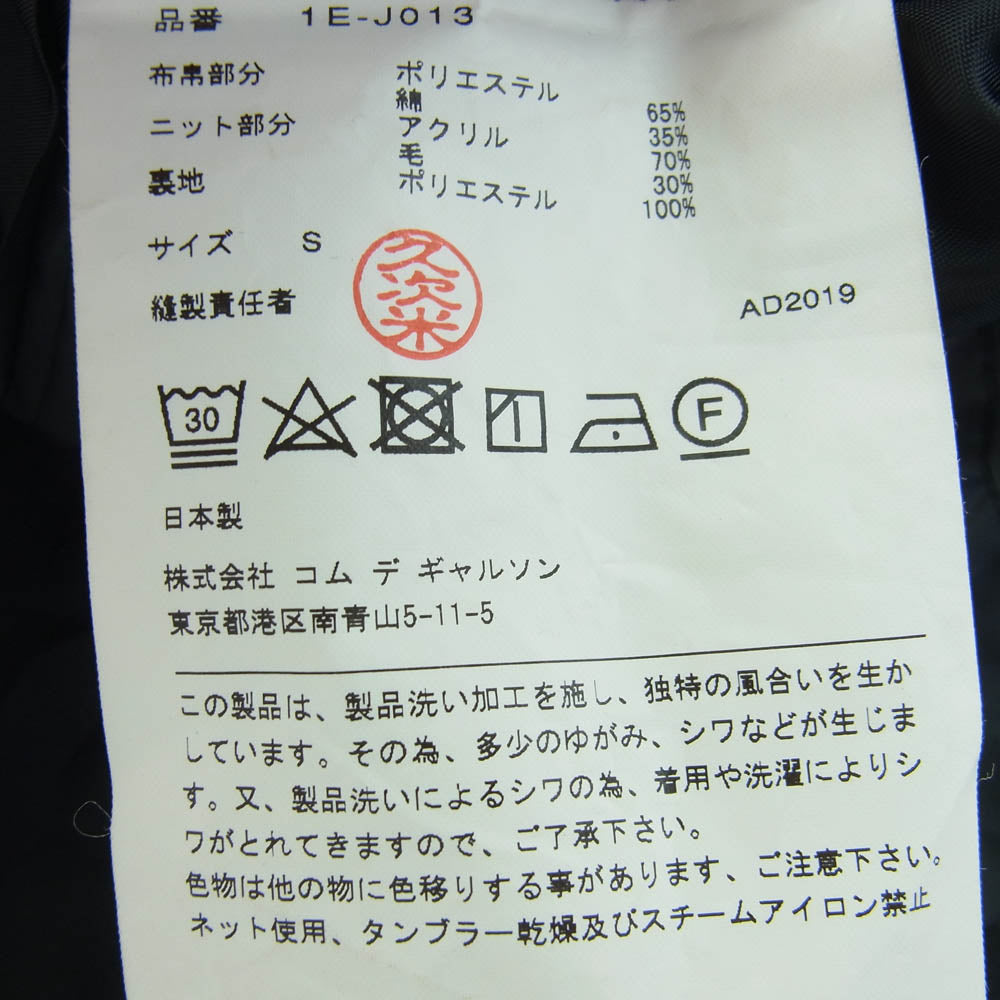 品番 1E-J013
布帛部分 ポリエステル 65%
綿 35%
ニット部分 アクリル 70%
毛 30%
裏地 ポリエステル 100%
サイズ S
久次米
縫製責任者
AD2019
30
F
日本製
株式会社 コム デ ギャルソン
東京都港区南青山5-11-5
この製品は、製品洗い加工を施し、独特の風合いを生か
しています。その為、多少のゆがみ、シワなどが生じま
す。又、製品洗いによるシワの為、着用や洗濯によりシ
ワがとれてきますので、ご了承下さい。
色物は他の物に色移りする事があります、ご注意下さい。
ネット使用、タンブラー乾燥及びスチームアイロン禁止